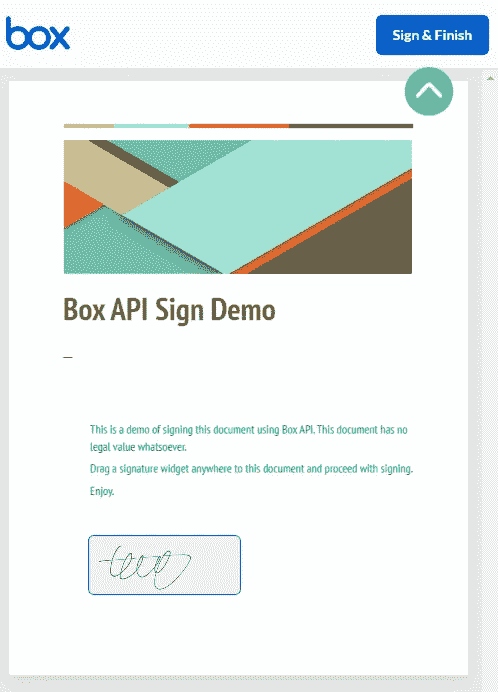 box
Sign & Finish
Box API Sign Demo
—
This is a demo of signing this document using Box API. This document has no
legal value whatsoever.
Drag a signature widget anywhere to this document and proceed with signing.
Enjoy.